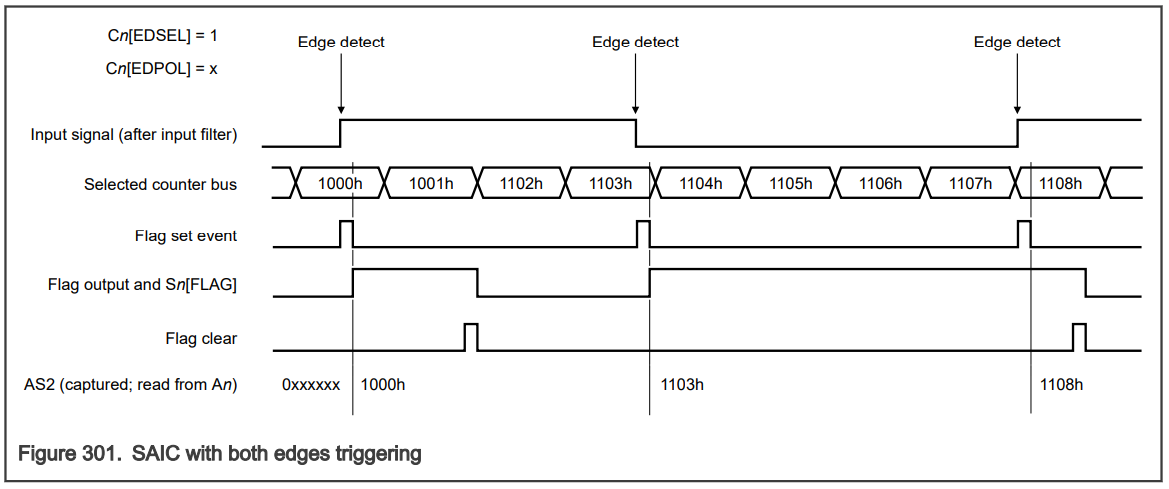 Cn[EDSEL] = 1
Edge detect Edge detect Edge detect
Cn[EDPOL] = x
Input signal (after input filter)
Selected counter bus 1000h 1001h 1102h 1103h 1104h 1105h 1106h 1107h 1108h
Flag set event
Flag output and Sn[FLAG]
Flag clear
AS2 (captured; read from An) 0xxxxxx 1000h 1103h 1108h
Figure 301. SAIC with both edges triggering